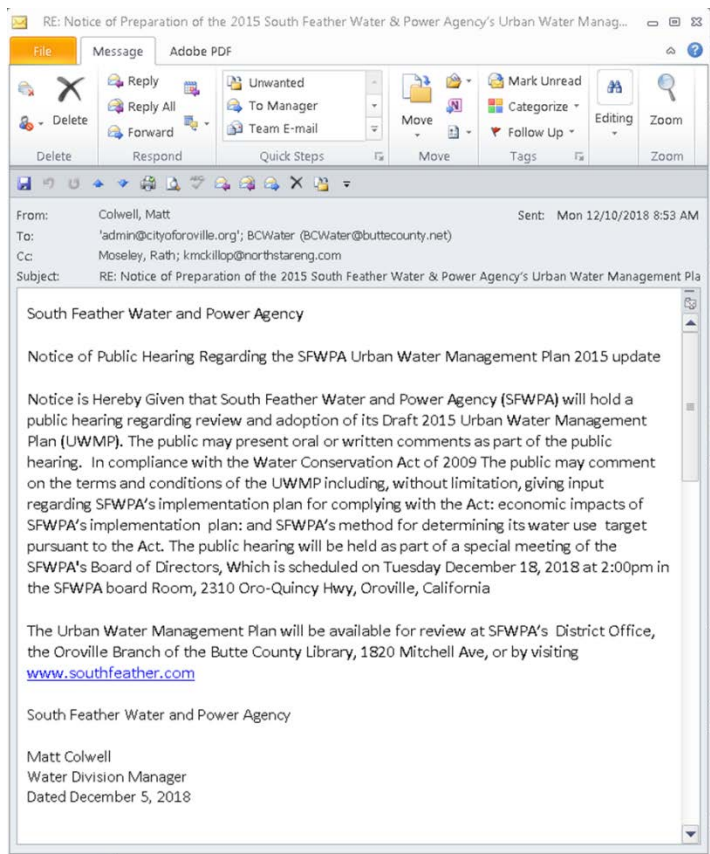 RE: Notice of Preparation of the 2015 South Feather Water & Power Agency's Urban Water Manag...
File Message Adobe PDF
Delete
Reply
Reply All
Forward
Unwanted
To Manager
Team E-mail
Move
Mark Unread
Categorize
Follow Up
Editing
Zoom
Delete Respond Quick Steps Move Tags Zoom
From: Colwell, Matt Sent: Mon 12/10/2018 8:53 AM
To: 'admin@cityoforoville.org'; BCWater (BCWater@buttecounty.net)
Cc: Moseley, Rath; kmckillop@northstareng.com
Subject: RE: Notice of Preparation of the 2015 South Feather Water & Power Agency's Urban Water Management Pla
South Feather Water and Power Agency
Notice of Public Hearing Regarding the SFWPA Urban Water Management Plan 2015 update
Notice is Hereby Given that South Feather Water and Power Agency (SFWPA) will hold a
public hearing regarding review and adoption of its Draft 2015 Urban Water Management
Plan (UWMP). The public may present oral or written comments as part of the public
hearing. In compliance with the Water Conservation Act of 2009 The public may comment
on the terms and conditions of the UWMP including, without limitation, giving input
regarding SFWPA's implementation plan for complying with the Act: economic impacts of
SFWPA's implementation plan: and SFWPA's method for determining its water use target
pursuant to the Act. The public hearing will be held as part of a special meeting of the
SFWPA's Board of Directors, Which is scheduled on Tuesday December 18, 2018 at 2:00pm in
the SFWPA board Room, 2310 Oro-Quincy Hwy, Oroville, California
The Urban Water Management Plan will be available for review at SFWPA's District Office,
the Oroville Branch of the Butte County Library, 1820 Mitchell Ave, or by visiting
www.southfeather.com
South Feather Water and Power Agency
Matt Colwell
Water Division Manager
Dated December 5, 2018